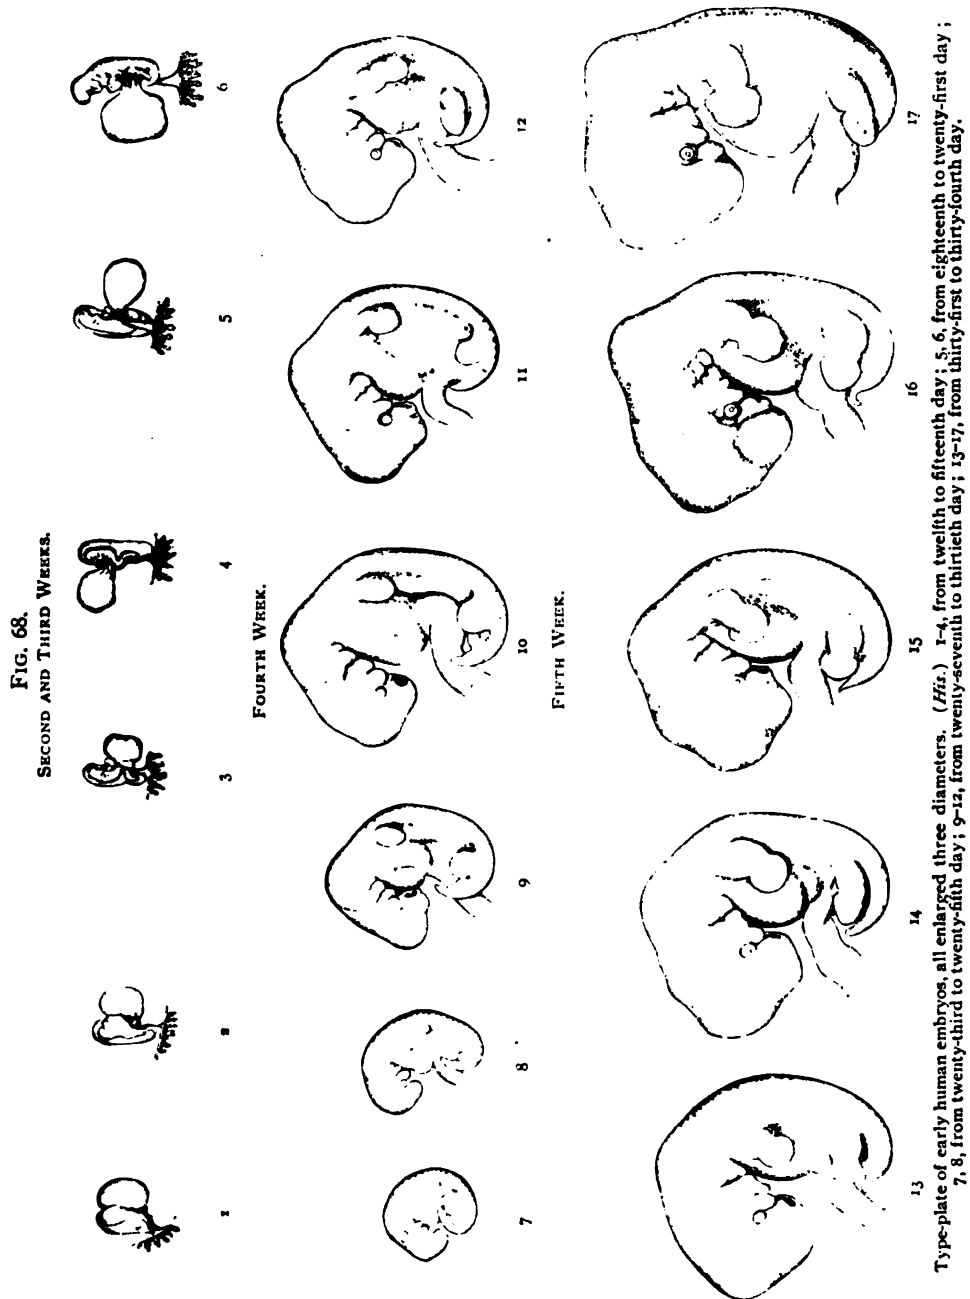 FIG. 68.
SECOND AND THIRD WEEKS.
1 2 3 4 5 6
FOURTH WEEK.
7 8 9 10 11 12
FIFTH WEEK.
13 14 15 16 17
Type-plate of early human embryos, all enlarged three diameters. (His.) 1-4, from twelfth to fifteenth day; 5, 6, from eighteenth to twenty-first day;
7, 8, from twenty-third to twenty-fifth day; 9-12, from twenty-seventh to thirtieth day; 13-17, from thirty-first to thirty-fourth day.